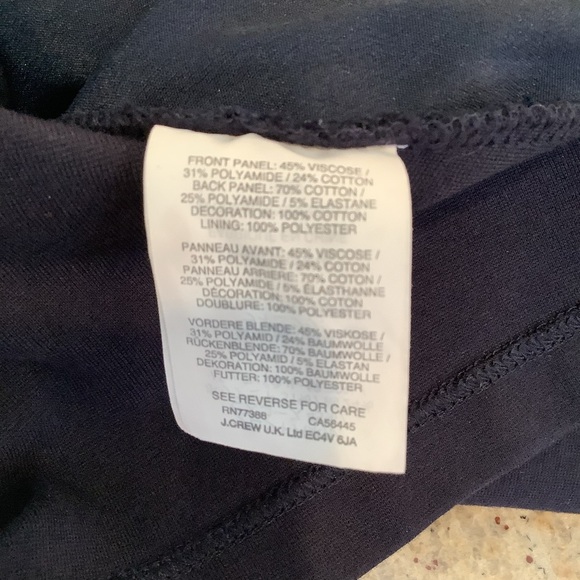 FRONT PANEL: 45% VISCOSE /
31% POLYAMIDE / 24% COTTON
BACK PANEL: 70% COTTON /
25% POLYAMIDE / 5% ELASTANE
DECORATION: 100% COTTON
LINING: 100% POLYESTER
PANNEAU AVANT: 45% VISCOSE /
31% POLYAMIDE / 24% COTON
PANNEAU ARRIERE: 70% COTON /
25% POLYAMIDE / 5% ÉLASTHANNE
DÉCORATION: 100% COTON
DOUBLURE: 100% POLYESTER
VORDERE BLENDE: 45% VISKOSE /
31% POLYAMID / 24% BAUMWOLLE
RÜCKENBLENDE: 70% BAUMWOLLE /
25% POLYAMID / 5% ELASTAN
DEKORATION: 100% BAUMWOLLE
FUTTER: 100% POLYESTER
SEE REVERSE FOR CARE
RN77388 CA56445
J.CREW U.K. Ltd EC4V 6JA